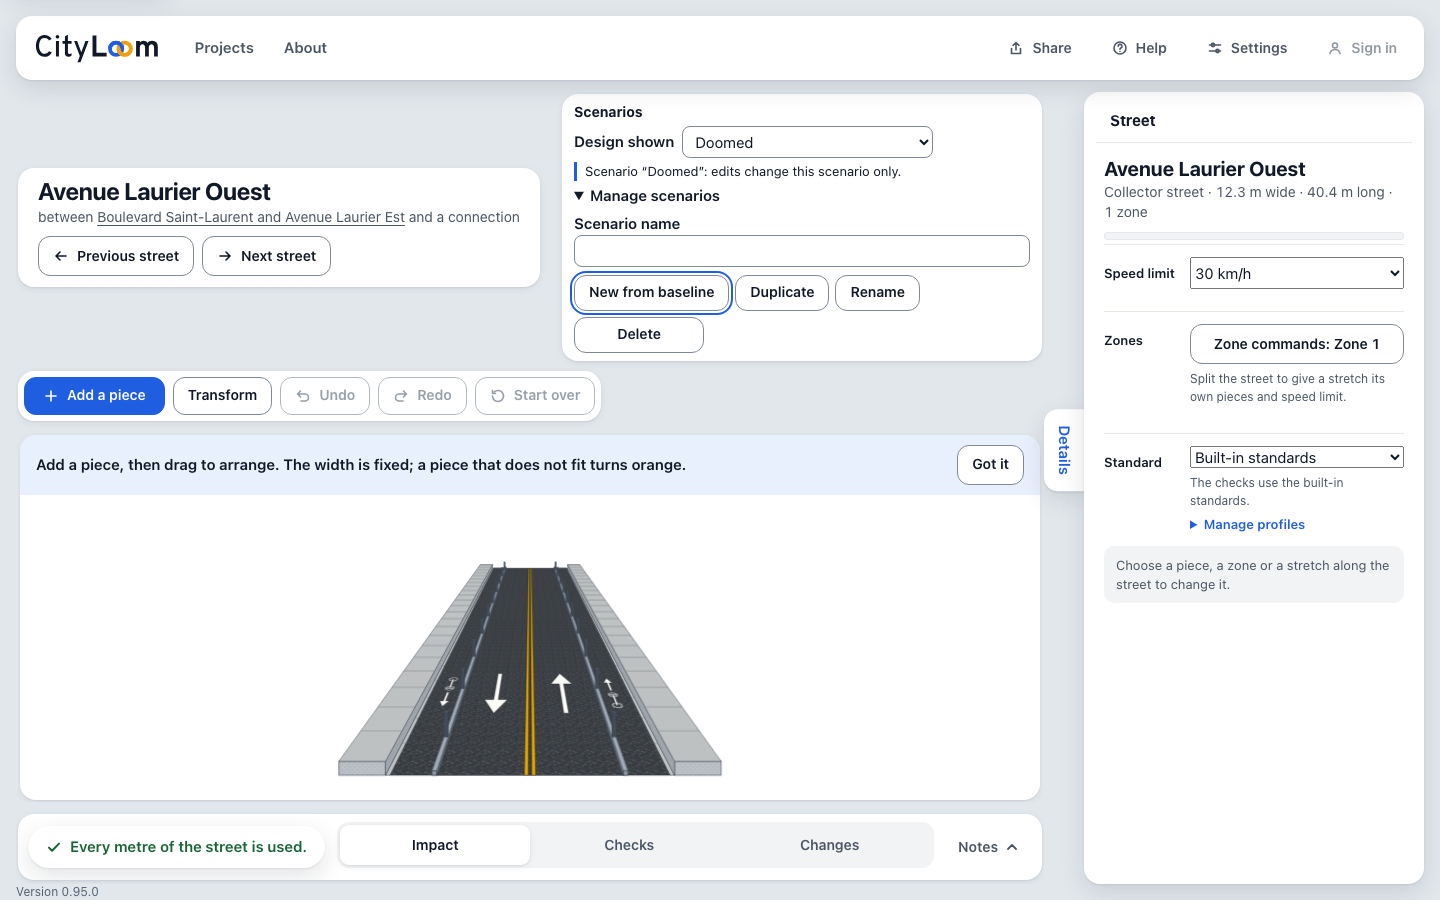 CityLoom
Projects
About
Share
Help
Settings
Sign in
Avenue Laurier Ouest
between Boulevard Saint-Laurent and Avenue Laurier Est and a connection
Previous street
Next street
Scenarios
Design shown
Doomed
Scenario “Doomed”: edits change this scenario only.
Manage scenarios
Scenario name
New from baseline
Duplicate
Rename
Delete
Add a piece
Transform
Undo
Redo
Start over
Add a piece, then drag to arrange. The width is fixed; a piece that does not fit turns orange.
Got it
Details
Every metre of the street is used.
Impact
Checks
Changes
Notes
Version 0.95.0
Street
Avenue Laurier Ouest
Collector street · 12.3 m wide · 40.4 m long ·
1 zone
Speed limit
30 km/h
Zones
Zone commands: Zone 1
Split the street to give a stretch its
own pieces and speed limit.
Standard
Built-in standards
The checks use the built-in
standards.
Manage profiles
Choose a piece, a zone or a stretch along the
street to change it.